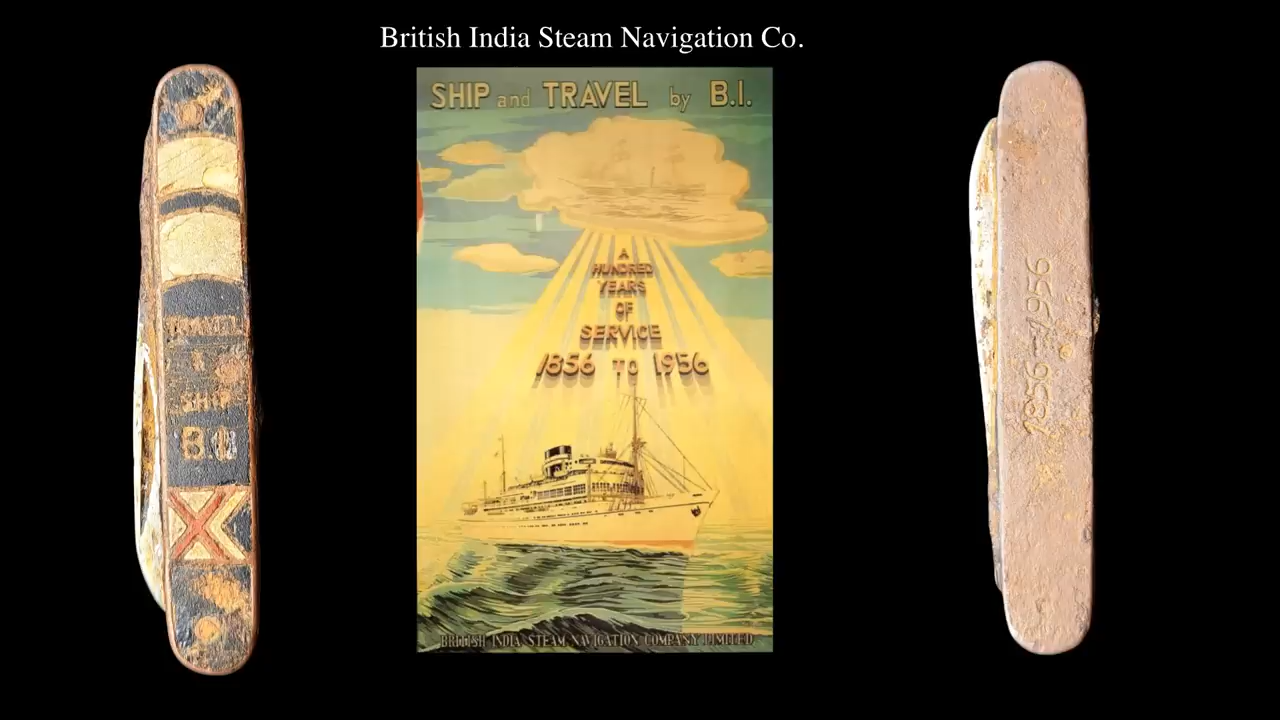 British India Steam Navigation Co.
SHIP and TRAVEL by B.I.
A
HUNDRED
YEARS
OF
SERVICE
1856 TO 1956
BRITISH INDIA STEAM NAVIGATION COMPANY LIMITED
TRAVEL
&
SHIP
BI
1856–1956